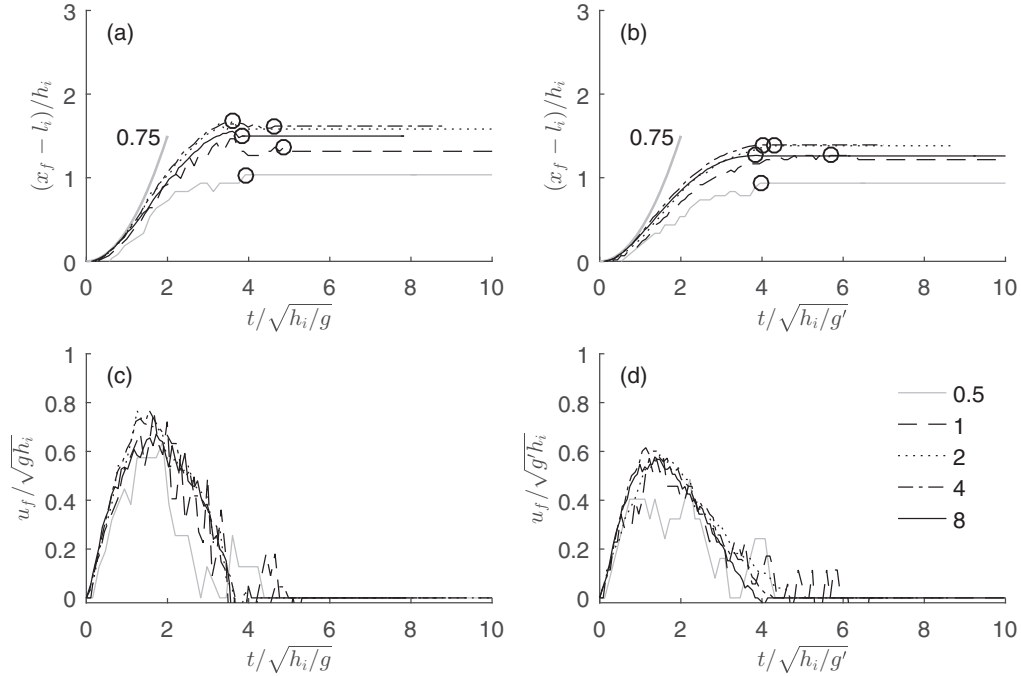 (a)
3
2
1
0
0.75
(x_f − l_i)/h_i
0 2 4 6 8 10
t/√(h_i/g)
(b)
3
2
1
0
0.75
(x_f − l_i)/h_i
0 2 4 6 8 10
t/√(h_i/g′)
(c)
1
0.8
0.6
0.4
0.2
0
u_f/√(gh_i)
0 2 4 6 8 10
t/√(h_i/g)
(d)
1
0.8
0.6
0.4
0.2
0
u_f/√(g′h_i)
0 2 4 6 8 10
t/√(h_i/g′)
0.5
1
2
4
8